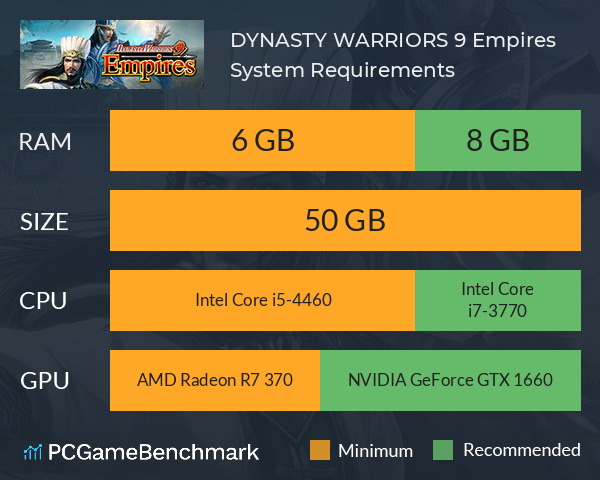 DYNASTY WARRIORS 9
Empires
DYNASTY WARRIORS 9 Empires
System Requirements
RAM
6 GB
8 GB
SIZE
50 GB
CPU
Intel Core i5-4460
Intel Core
i7-3770
GPU
AMD Radeon R7 370
NVIDIA GeForce GTX 1660
PCGameBenchmark
Minimum
Recommended